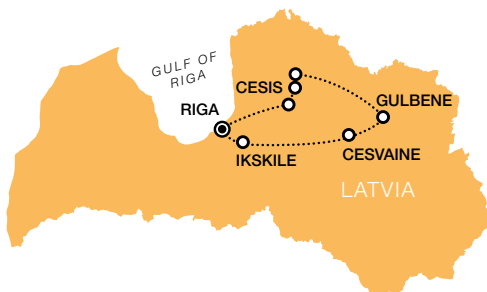 GULF OF
RIGA
CESIS
RIGA
GULBENE
IKSKILE
CESVAINE
LATVIA